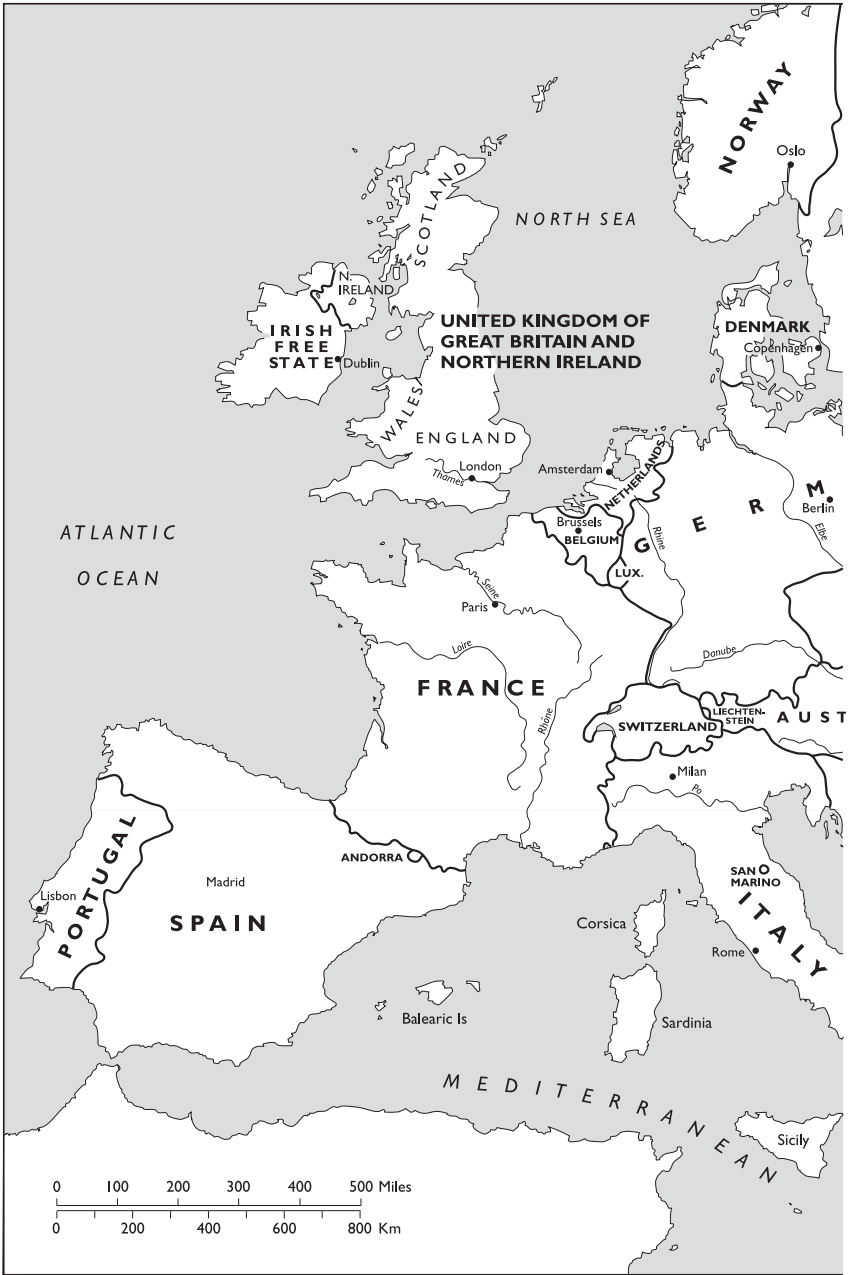 NORWAY
Oslo
NORTH SEA
SCOTLAND
N.
IRELAND
UNITED KINGDOM OF
GREAT BRITAIN AND
NORTHERN IRELAND
IRISH
FREE
STATE
Dublin
DENMARK
Copenhagen
WALES
ENGLAND
London
Thames
Amsterdam
NETHERLANDS
GERM
Berlin
Elbe
Rhine
Brussels
BELGIUM
LUX.
ATLANTIC
OCEAN
Seine
Paris
Loire
Danube
FRANCE
Rhône
SWITZERLAND
LIECHTEN-
STEIN
AUST
Milan
Po
PORTUGAL
Lisbon
Madrid
SPAIN
ANDORRA
SAN
MARINO
ITALY
Rome
Corsica
Sardinia
Balearic Is
MEDITERRANEAN
Sicily
0 100 200 300 400 500 Miles
0 200 400 600 800 Km